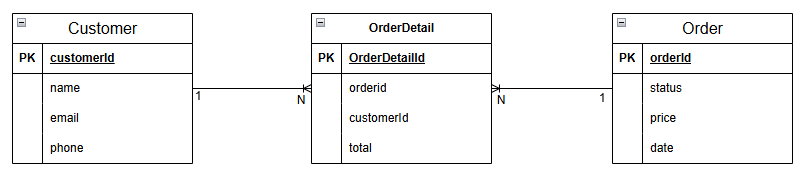 Customer
PK customerId
name
email
phone
1
N
OrderDetail
PK OrderDetailId
orderid
customerId
total
N
1
Order
PK orderId
status
price
date